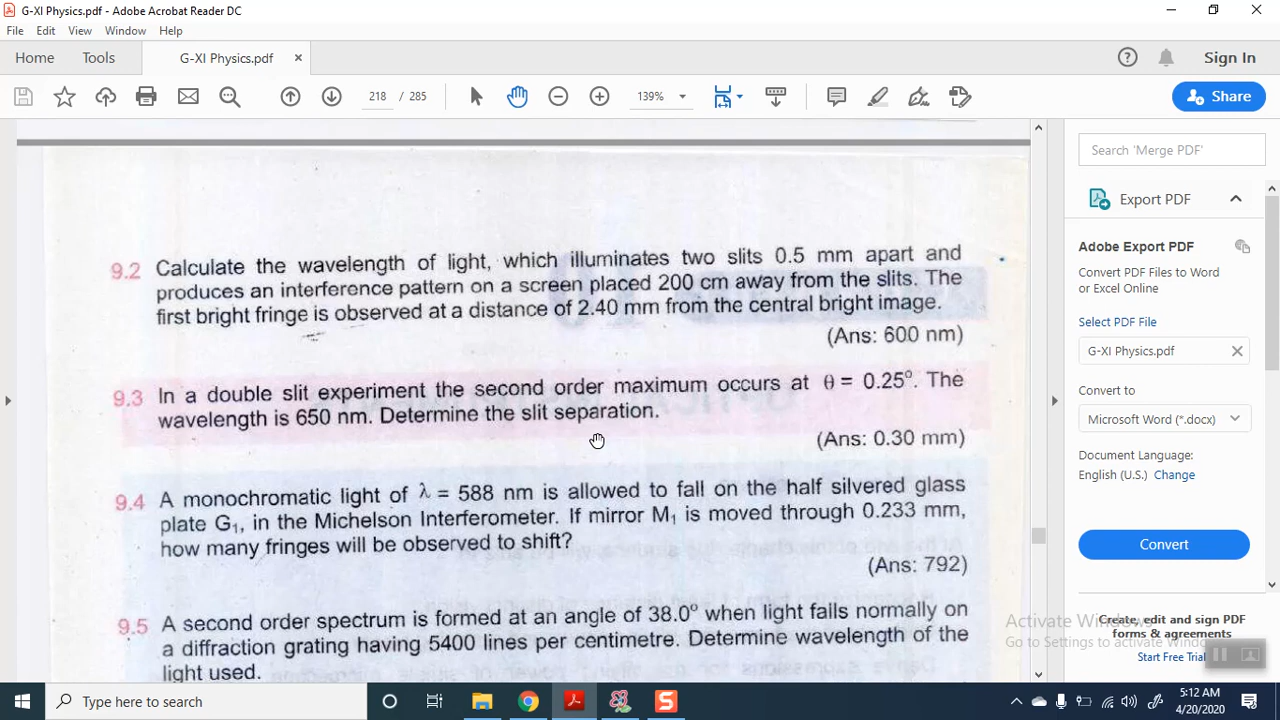 G-XI Physics.pdf - Adobe Acrobat Reader DC
File Edit View Window Help
Home Tools G-XI Physics.pdf × Sign In
218 / 285 139% Share
Search 'Merge PDF'
Export PDF
Adobe Export PDF
Convert PDF Files to Word
or Excel Online
Select PDF File
G-XI Physics.pdf
Convert to
Microsoft Word (*.docx)
Document Language:
English (U.S.) Change
Convert
Create, edit and sign PDF
forms & agreements
Start Free Trial
9.2 Calculate the wavelength of light, which illuminates two slits 0.5 mm apart and
produces an interference pattern on a screen placed 200 cm away from the slits. The
first bright fringe is observed at a distance of 2.40 mm from the central bright image.
(Ans: 600 nm)
9.3 In a double slit experiment the second order maximum occurs at θ = 0.25°. The
wavelength is 650 nm. Determine the slit separation.
(Ans: 0.30 mm)
9.4 A monochromatic light of λ = 588 nm is allowed to fall on the half silvered glass
plate G₁, in the Michelson Interferometer. If mirror M₁ is moved through 0.233 mm,
how many fringes will be observed to shift?
(Ans: 792)
9.5 A second order spectrum is formed at an angle of 38.0° when light falls normally on
a diffraction grating having 5400 lines per centimetre. Determine wavelength of the
light used.
Activate Windows
Go to Settings to activate Windows
Type here to search
5:12 AM
4/20/2020